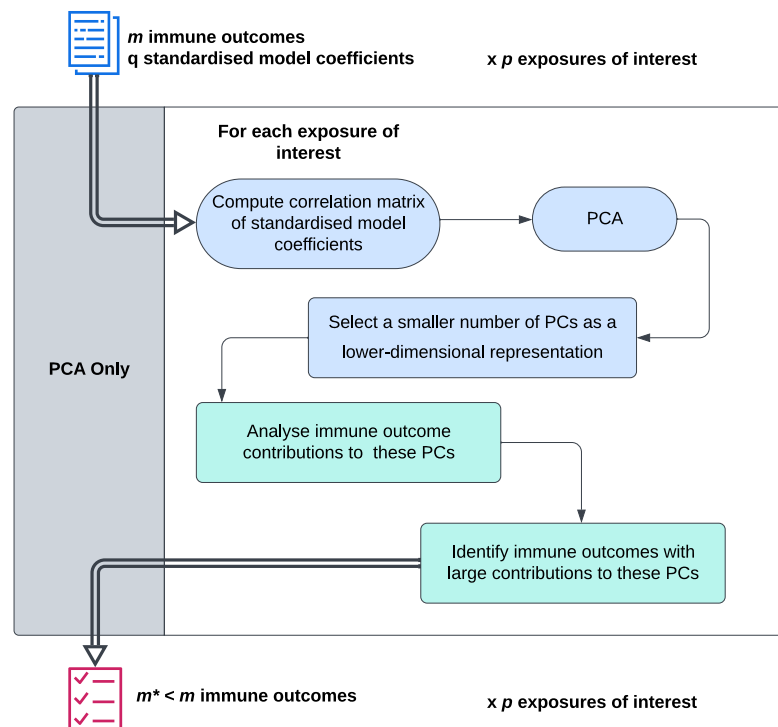 m immune outcomes
q standardised model coefficients
x p exposures of interest
For each exposure of
interest
Compute correlation matrix
of standardised model
coefficients
PCA
Select a smaller number of PCs as a
lower-dimensional representation
PCA Only
Analyse immune outcome
contributions to these PCs
Identify immune outcomes with
large contributions to these PCs
m* < m immune outcomes
x p exposures of interest